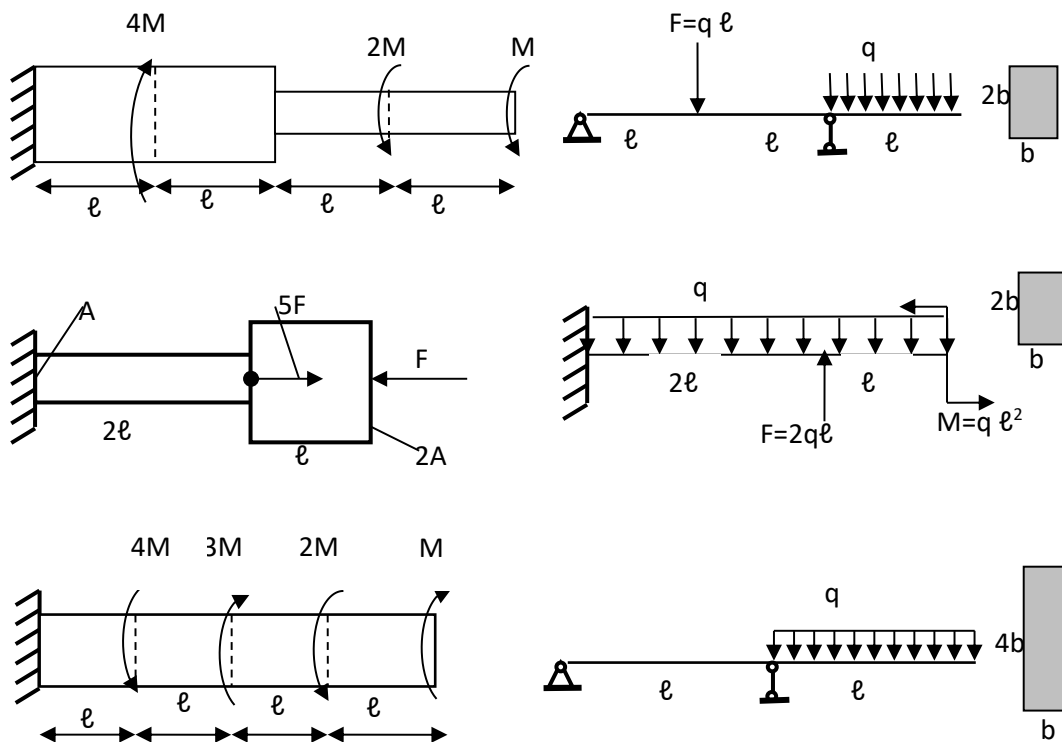 4M
2M
M
ℓ
ℓ
ℓ
ℓ
F=q ℓ
q
ℓ
ℓ
ℓ
2b
b
A
5F
F
2ℓ
ℓ
2A
q
2ℓ
ℓ
F=2qℓ
M=q ℓ²
2b
b
4M
3M
2M
M
ℓ
ℓ
ℓ
ℓ
q
ℓ
ℓ
4b
b